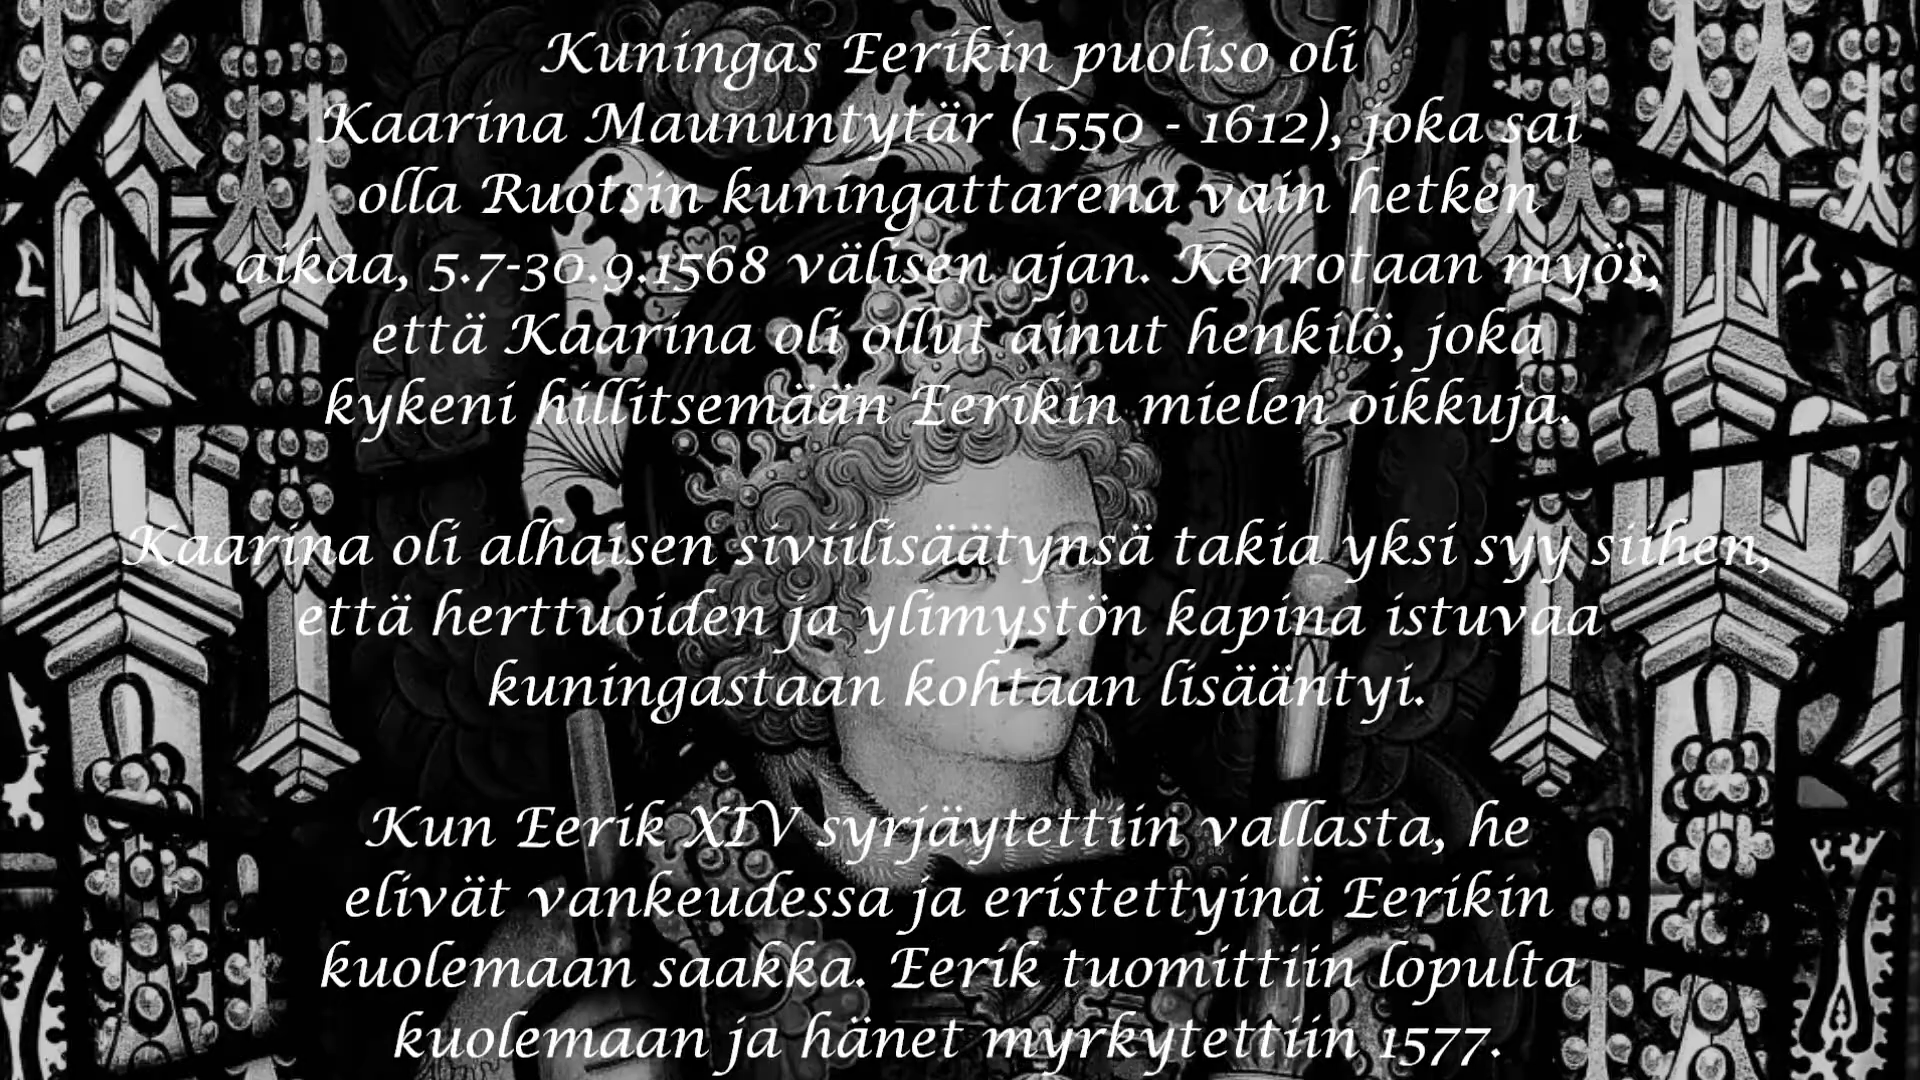 Kuningas Eerikin puoliso oli
Kaarina Maununtytär (1550 - 1612), joka sai
olla Ruotsin kuningattarena vain hetken
aikaa, 5.7-30.9.1568 välisen ajan. Kerrotaan myös,
että Kaarina oli ollut ainut henkilö, joka
kykeni hillitsemään Eerikin mielen oikkuja.
Kaarina oli alhaisen siviilisäätynsä takia yksi syy siihen,
että herttuoiden ja ylimystön kapina istuvaa
kuningastaan kohtaan lisääntyi.
Kun Eerik XIV syrjäytettiin vallasta, he
elivät vankeudessa ja eristettyinä Eerikin
kuolemaan saakka. Eerik tuomittiin lopulta
kuolemaan ja hänet myrkytettiin 1577.